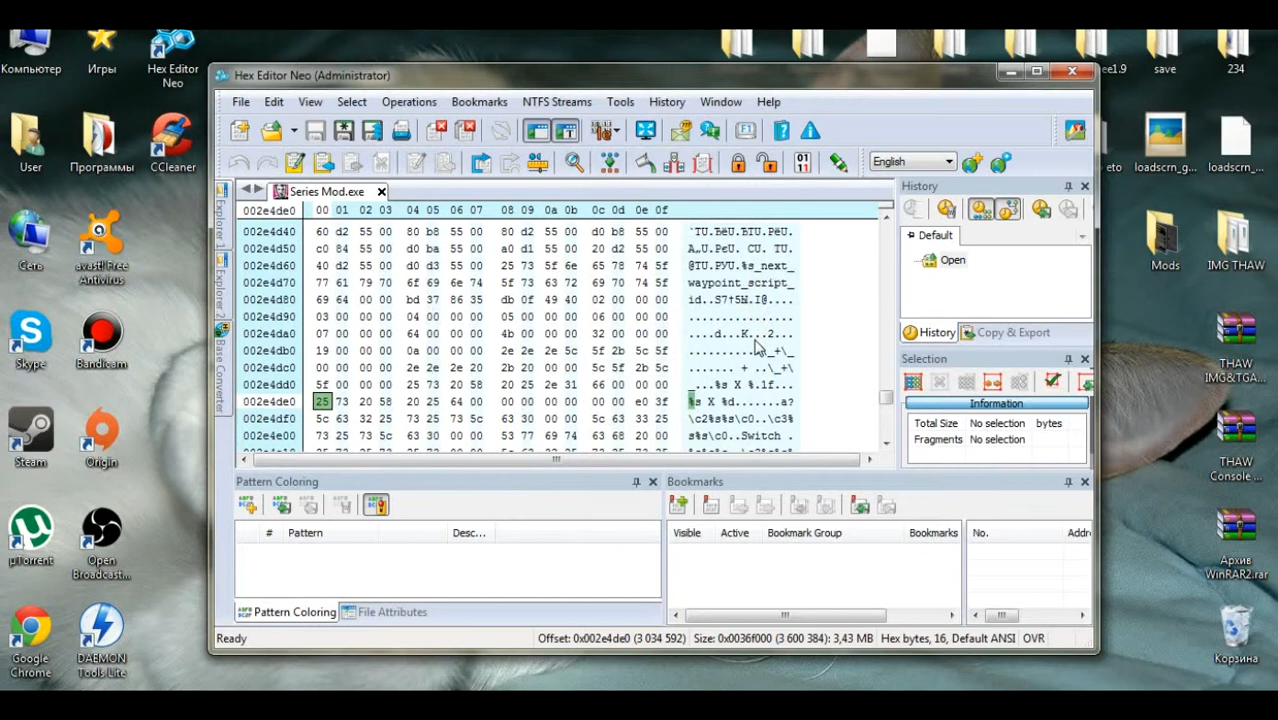 Компьютер
Игры
Hex Editor
Neo
User
Программы
CCleaner
Сеть
avast! Free
Antivirus
Skype
Bandicam
Steam
Origin
µTorrent
Open
Broadcast...
Google
Chrome
DAEMON
Tools Lite
Hex Editor Neo (Administrator)
File Edit View Select Operations Bookmarks NTFS Streams Tools History Window Help
English
Series Mod.exe
Explorer 1
Explorer 2
Base Converter
002e4de0 00 01 02 03 04 05 06 07 08 09 0a 0b 0c 0d 0e 0f
002e4d40 60 d2 55 00 80 b8 55 00 80 d2 55 00 d0 b8 55 00
002e4d50 c0 84 55 00 d0 ba 55 00 a0 d1 55 00 20 d2 55 00
002e4d60 40 d2 55 00 d0 d3 55 00 25 73 5f 6e 65 78 74 5f @TU.РУU.%s_next_
002e4d70 77 61 79 70 6f 69 6e 74 5f 73 63 72 69 70 74 5f waypoint_script_
002e4d80 69 64 00 00 bd 37 86 35 db 0f 49 40 02 00 00 00
002e4d90 03 00 00 00 04 00 00 00 05 00 00 00 06 00 00 00 ................
002e4da0 07 00 00 00 64 00 00 00 4b 00 00 00 32 00 00 00 ....d...K...2...
002e4db0 19 00 00 00 0a 00 00 00 2e 2e 2e 5c 5f 2b 5c 5f
002e4dc0 00 00 00 00 2e 2e 2e 20 2b 20 00 00 5c 5f 2b 5c
002e4dd0 5f 00 00 00 25 73 20 58 20 25 2e 31 66 00 00 00 _...%s X %.1f...
002e4de0 25 73 20 58 20 25 64 00 00 00 00 00 00 00 e0 3f %s X %d.......а?
002e4df0 5c 63 32 25 73 25 73 5c 63 30 00 00 5c 63 33 25 \c2%s%s\c0..\c3%
002e4e00 73 25 73 5c 63 30 00 00 53 77 69 74 63 68 20 00 s%s\c0..Switch .
History
Default
Open
History Copy & Export
Selection
Information
Total Size No selection bytes
Fragments No selection
Pattern Coloring
# Pattern Desc...
Pattern Coloring File Attributes
Bookmarks
Visible Active Bookmark Group Bookmarks No. Addre
Ready Offset: 0x002e4de0 (3 034 592) Size: 0x0036f000 (3 600 384): 3,43 MB Hex bytes, 16, Default ANSI OVR
ee1.9
save
234
eto
loadscrn_g...
loadscrn...
Mods
IMG THAW
THAW
IMG&TGA...
THAW
Console ...
Архив
WinRAR2.rar
Корзина